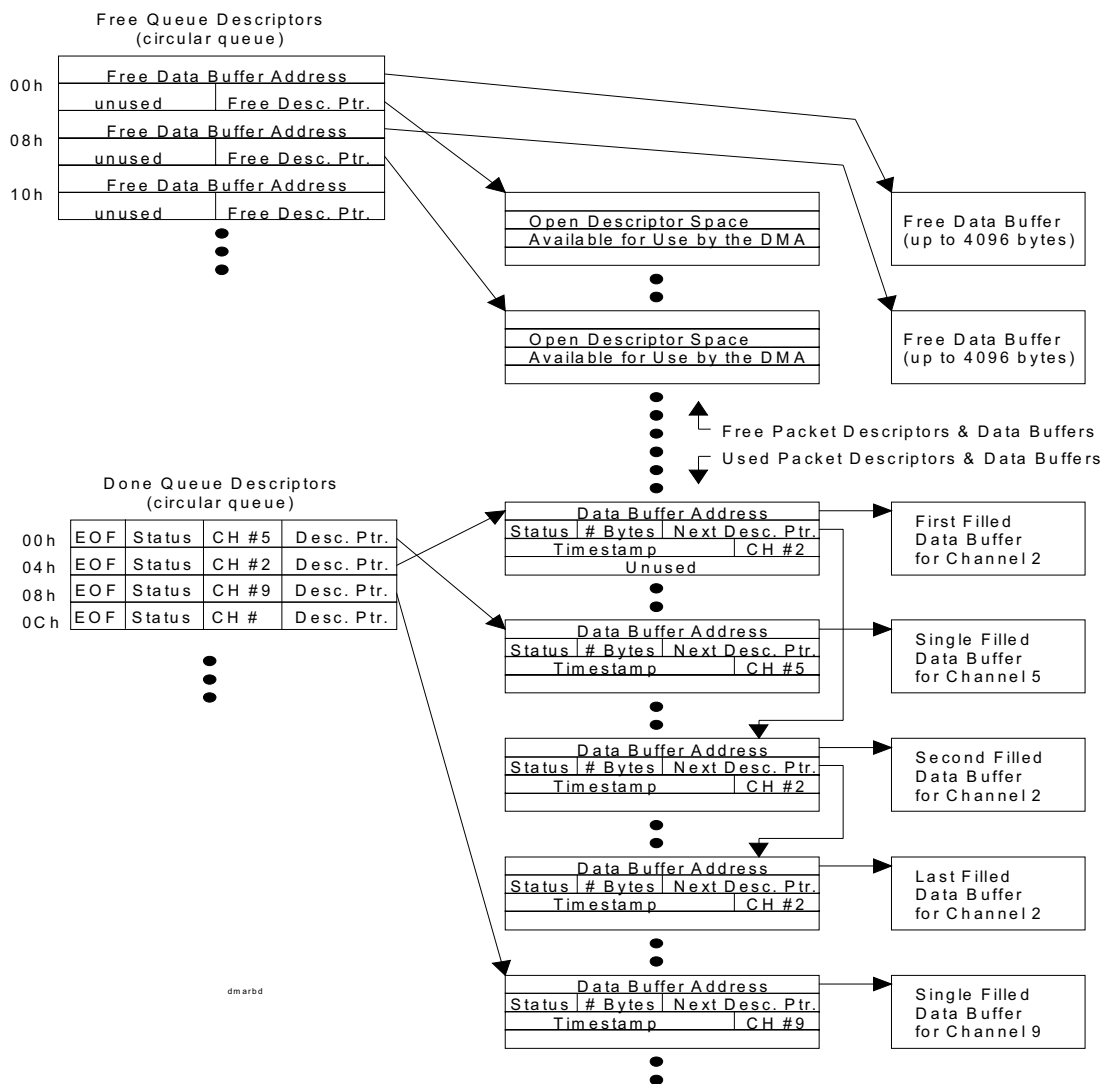 Free Queue Descriptors
(circular queue)
00h
Free Data Buffer Address
unused Free Desc. Ptr.
08h
Free Data Buffer Address
unused Free Desc. Ptr.
10h
Free Data Buffer Address
unused Free Desc. Ptr.
Open Descriptor Space
Available for Use by the DMA
Free Data Buffer
(up to 4096 bytes)
Open Descriptor Space
Available for Use by the DMA
Free Data Buffer
(up to 4096 bytes)
Free Packet Descriptors & Data Buffers
Used Packet Descriptors & Data Buffers
Done Queue Descriptors
(circular queue)
00h EOF Status CH #5 Desc. Ptr.
04h EOF Status CH #2 Desc. Ptr.
08h EOF Status CH #9 Desc. Ptr.
0Ch EOF Status CH # Desc. Ptr.
Data Buffer Address
Status # Bytes Next Desc. Ptr.
Timestamp CH #2
Unused
First Filled
Data Buffer
for Channel 2
Data Buffer Address
Status # Bytes Next Desc. Ptr.
Timestamp CH #5
Single Filled
Data Buffer
for Channel 5
Data Buffer Address
Status # Bytes Next Desc. Ptr.
Timestamp CH #2
Second Filled
Data Buffer
for Channel 2
Data Buffer Address
Status # Bytes Next Desc. Ptr.
Timestamp CH #2
Last Filled
Data Buffer
for Channel 2
Data Buffer Address
Status # Bytes Next Desc. Ptr.
Timestamp CH #9
Single Filled
Data Buffer
for Channel 9
dmarbd